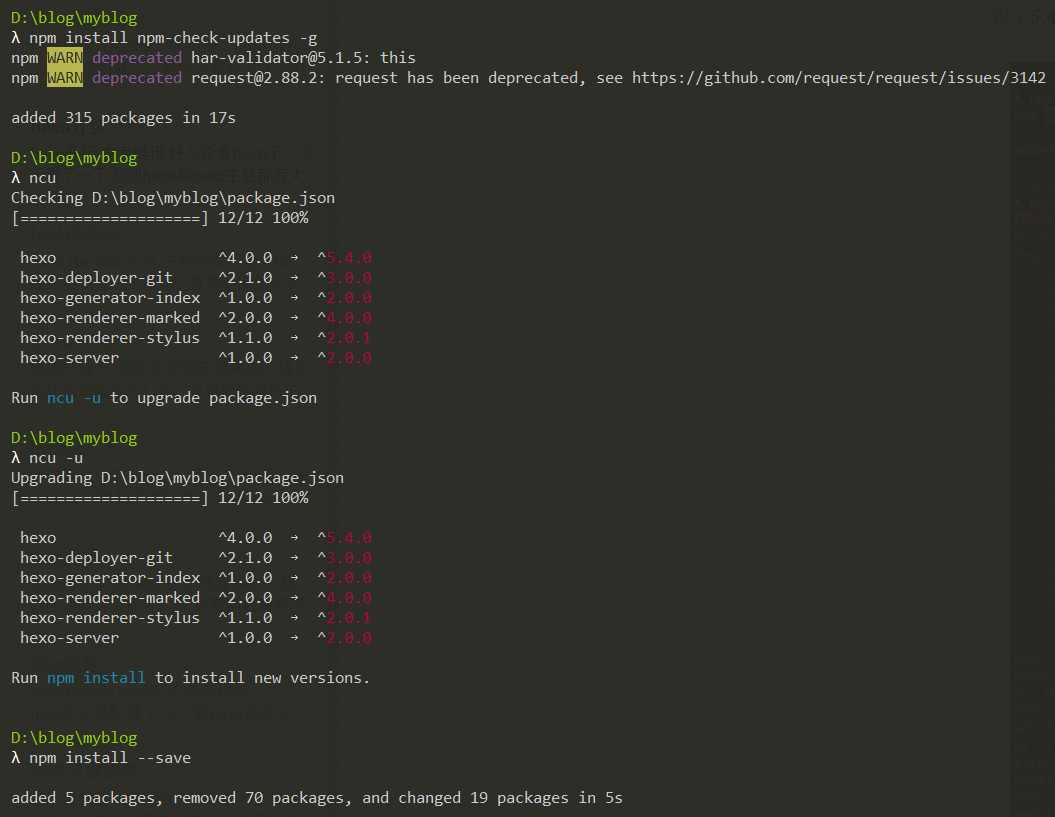 D:\blog\myblog
λ npm install npm-check-updates -g
npm WARN deprecated har-validator@5.1.5: this
npm WARN deprecated request@2.88.2: request has been deprecated, see https://github.com/request/request/issues/3142
added 315 packages in 17s
D:\blog\myblog
λ ncu
Checking D:\blog\myblog\package.json
[====================] 12/12 100%
hexo ^4.0.0 → ^5.4.0
hexo-deployer-git ^2.1.0 → ^3.0.0
hexo-generator-index ^1.0.0 → ^2.0.0
hexo-renderer-marked ^2.0.0 → ^4.0.0
hexo-renderer-stylus ^1.1.0 → ^2.0.1
hexo-server ^1.0.0 → ^2.0.0
Run ncu -u to upgrade package.json
D:\blog\myblog
λ ncu -u
Upgrading D:\blog\myblog\package.json
[====================] 12/12 100%
hexo ^4.0.0 → ^5.4.0
hexo-deployer-git ^2.1.0 → ^3.0.0
hexo-generator-index ^1.0.0 → ^2.0.0
hexo-renderer-marked ^2.0.0 → ^4.0.0
hexo-renderer-stylus ^1.1.0 → ^2.0.1
hexo-server ^1.0.0 → ^2.0.0
Run npm install to install new versions.
D:\blog\myblog
λ npm install --save
added 5 packages, removed 70 packages, and changed 19 packages in 5s